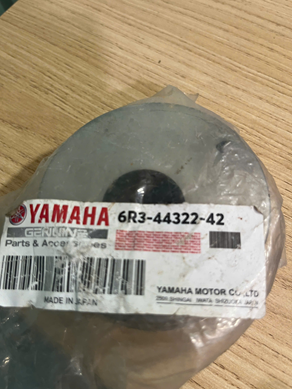 YAMAHA 6R3-44322-42
GENUINE
Parts & Accessories
YAMAHA MOTOR CO., LTD
MADE IN JAPAN